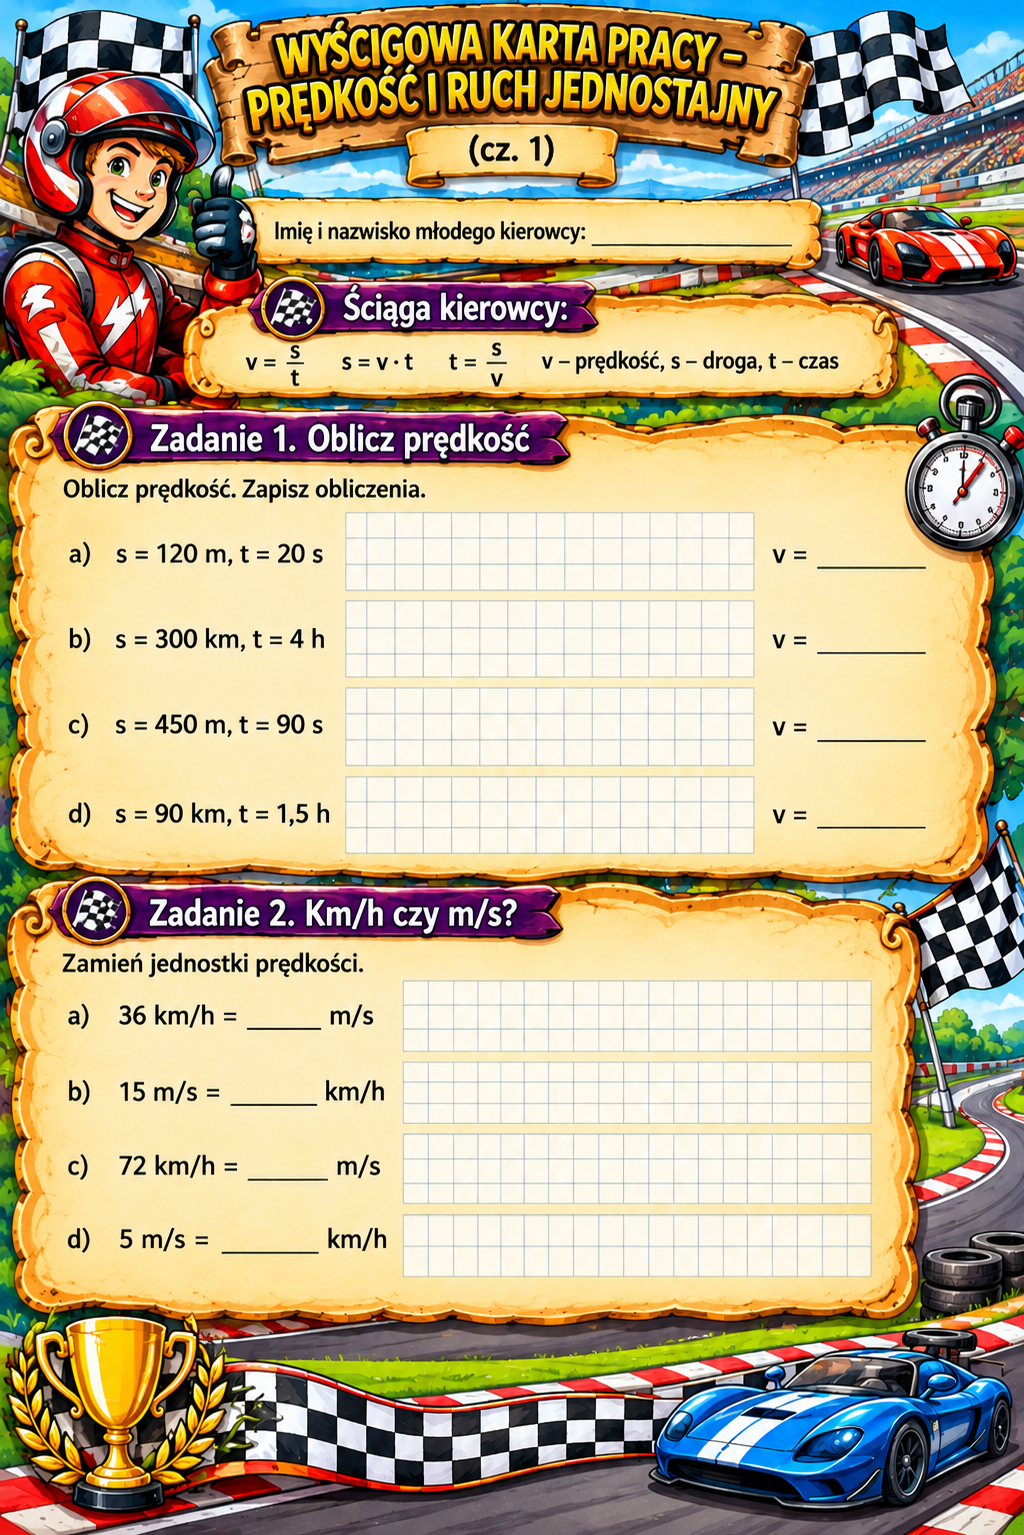 WYŚCIGOWA KARTA PRACY –
PRĘDKOŚĆ I RUCH JEDNOSTAJNY
(cz. 1)
Imię i nazwisko młodego kierowcy: ____________________
Ściąga kierowcy:
v = s/t    s = v · t    t = s/v    v – prędkość, s – droga, t – czas
Zadanie 1. Oblicz prędkość
Oblicz prędkość. Zapisz obliczenia.
a) s = 120 m, t = 20 s    v = ________
b) s = 300 km, t = 4 h    v = ________
c) s = 450 m, t = 90 s    v = ________
d) s = 90 km, t = 1,5 h    v = ________
Zadanie 2. Km/h czy m/s?
Zamień jednostki prędkości.
a) 36 km/h = ______ m/s
b) 15 m/s = ______ km/h
c) 72 km/h = ______ m/s
d) 5 m/s = ______ km/h